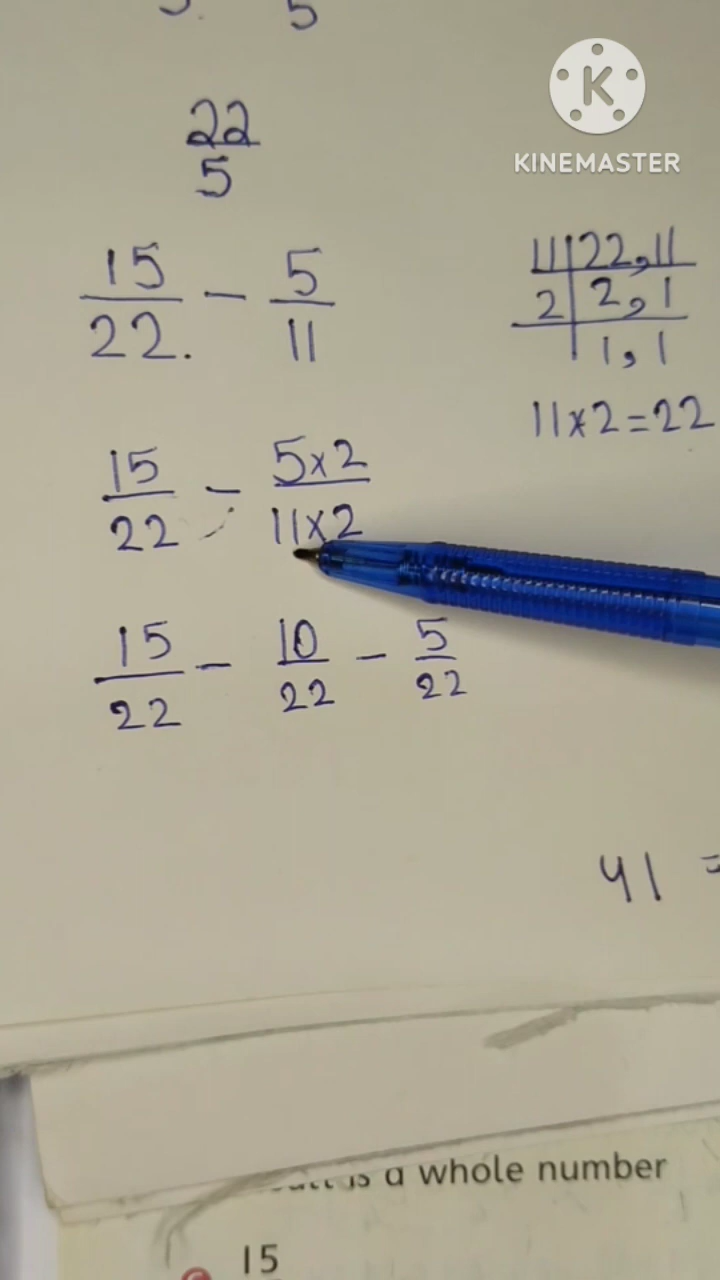 5
K
KINEMASTER
22
5
15/22. - 5/11
11|22,11
2|2,1
1,1
11×2=22
15/22 - 5×2/11×2
15/22 - 10/22 - 5/22
41 =
is a whole number
15